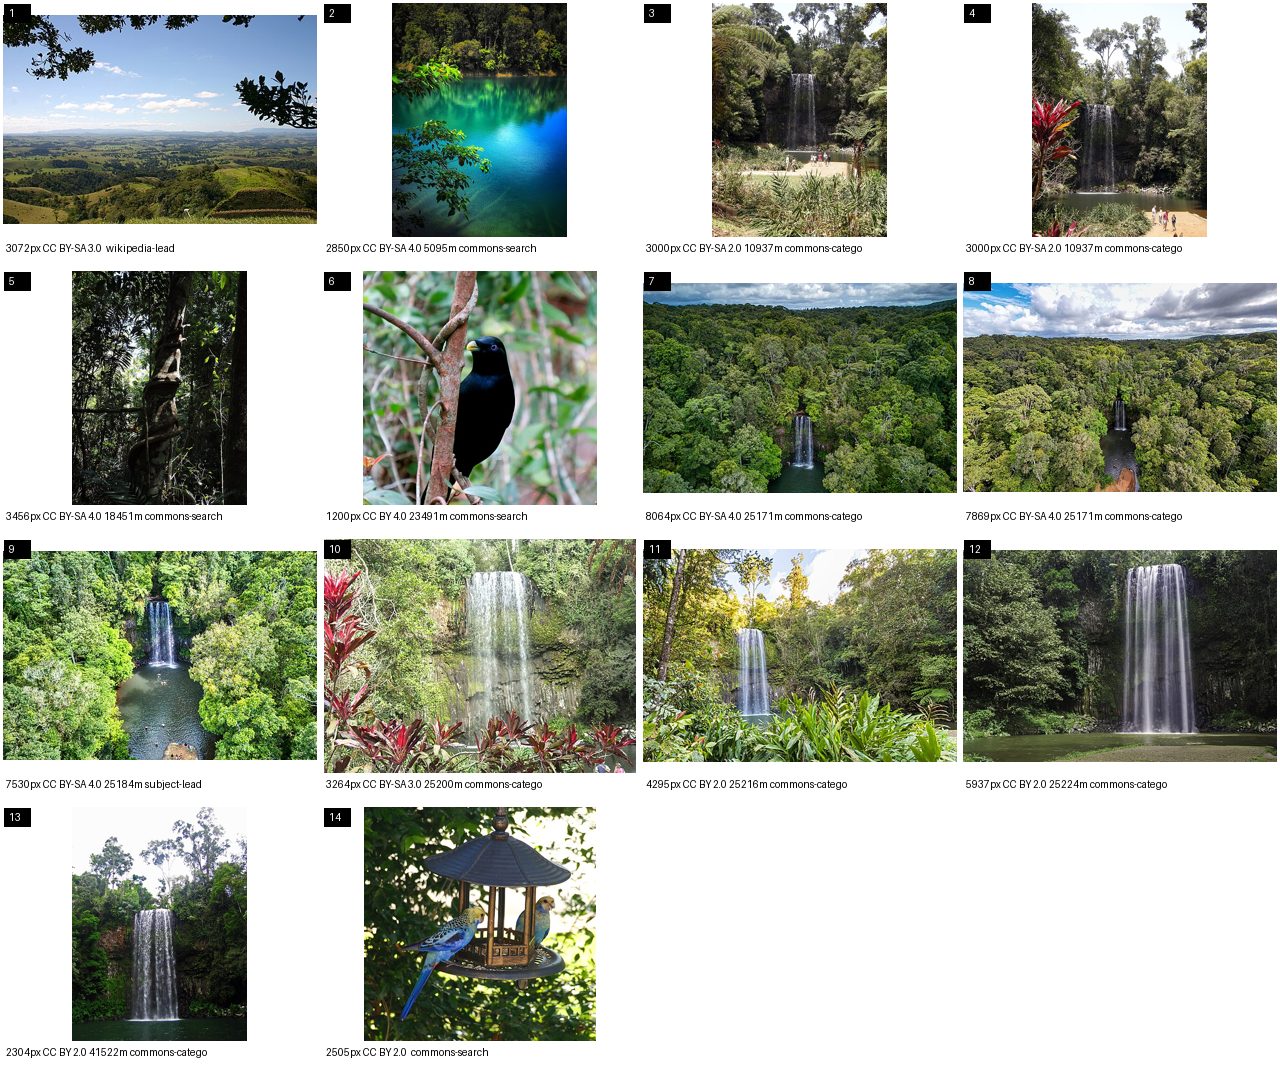 1
2
3
4
3072px CC BY-SA 3.0 wikipedia-lead
2850px CC BY-SA 4.0 5095m commons-search
3000px CC BY-SA 2.0 10937m commons-catego
3000px CC BY-SA 2.0 10937m commons-catego
5
6
7
8
3456px CC BY-SA 4.0 18451m commons-search
1200px CC BY 4.0 23491m commons-search
8064px CC BY-SA 4.0 25171m commons-catego
7869px CC BY-SA 4.0 25171m commons-catego
9
10
11
12
7530px CC BY-SA 4.0 25184m subject-lead
3264px CC BY-SA 3.0 25200m commons-catego
4295px CC BY 2.0 25216m commons-catego
5937px CC BY 2.0 25224m commons-catego
13
14
2304px CC BY 2.0 41522m commons-catego
2505px CC BY 2.0 commons-search